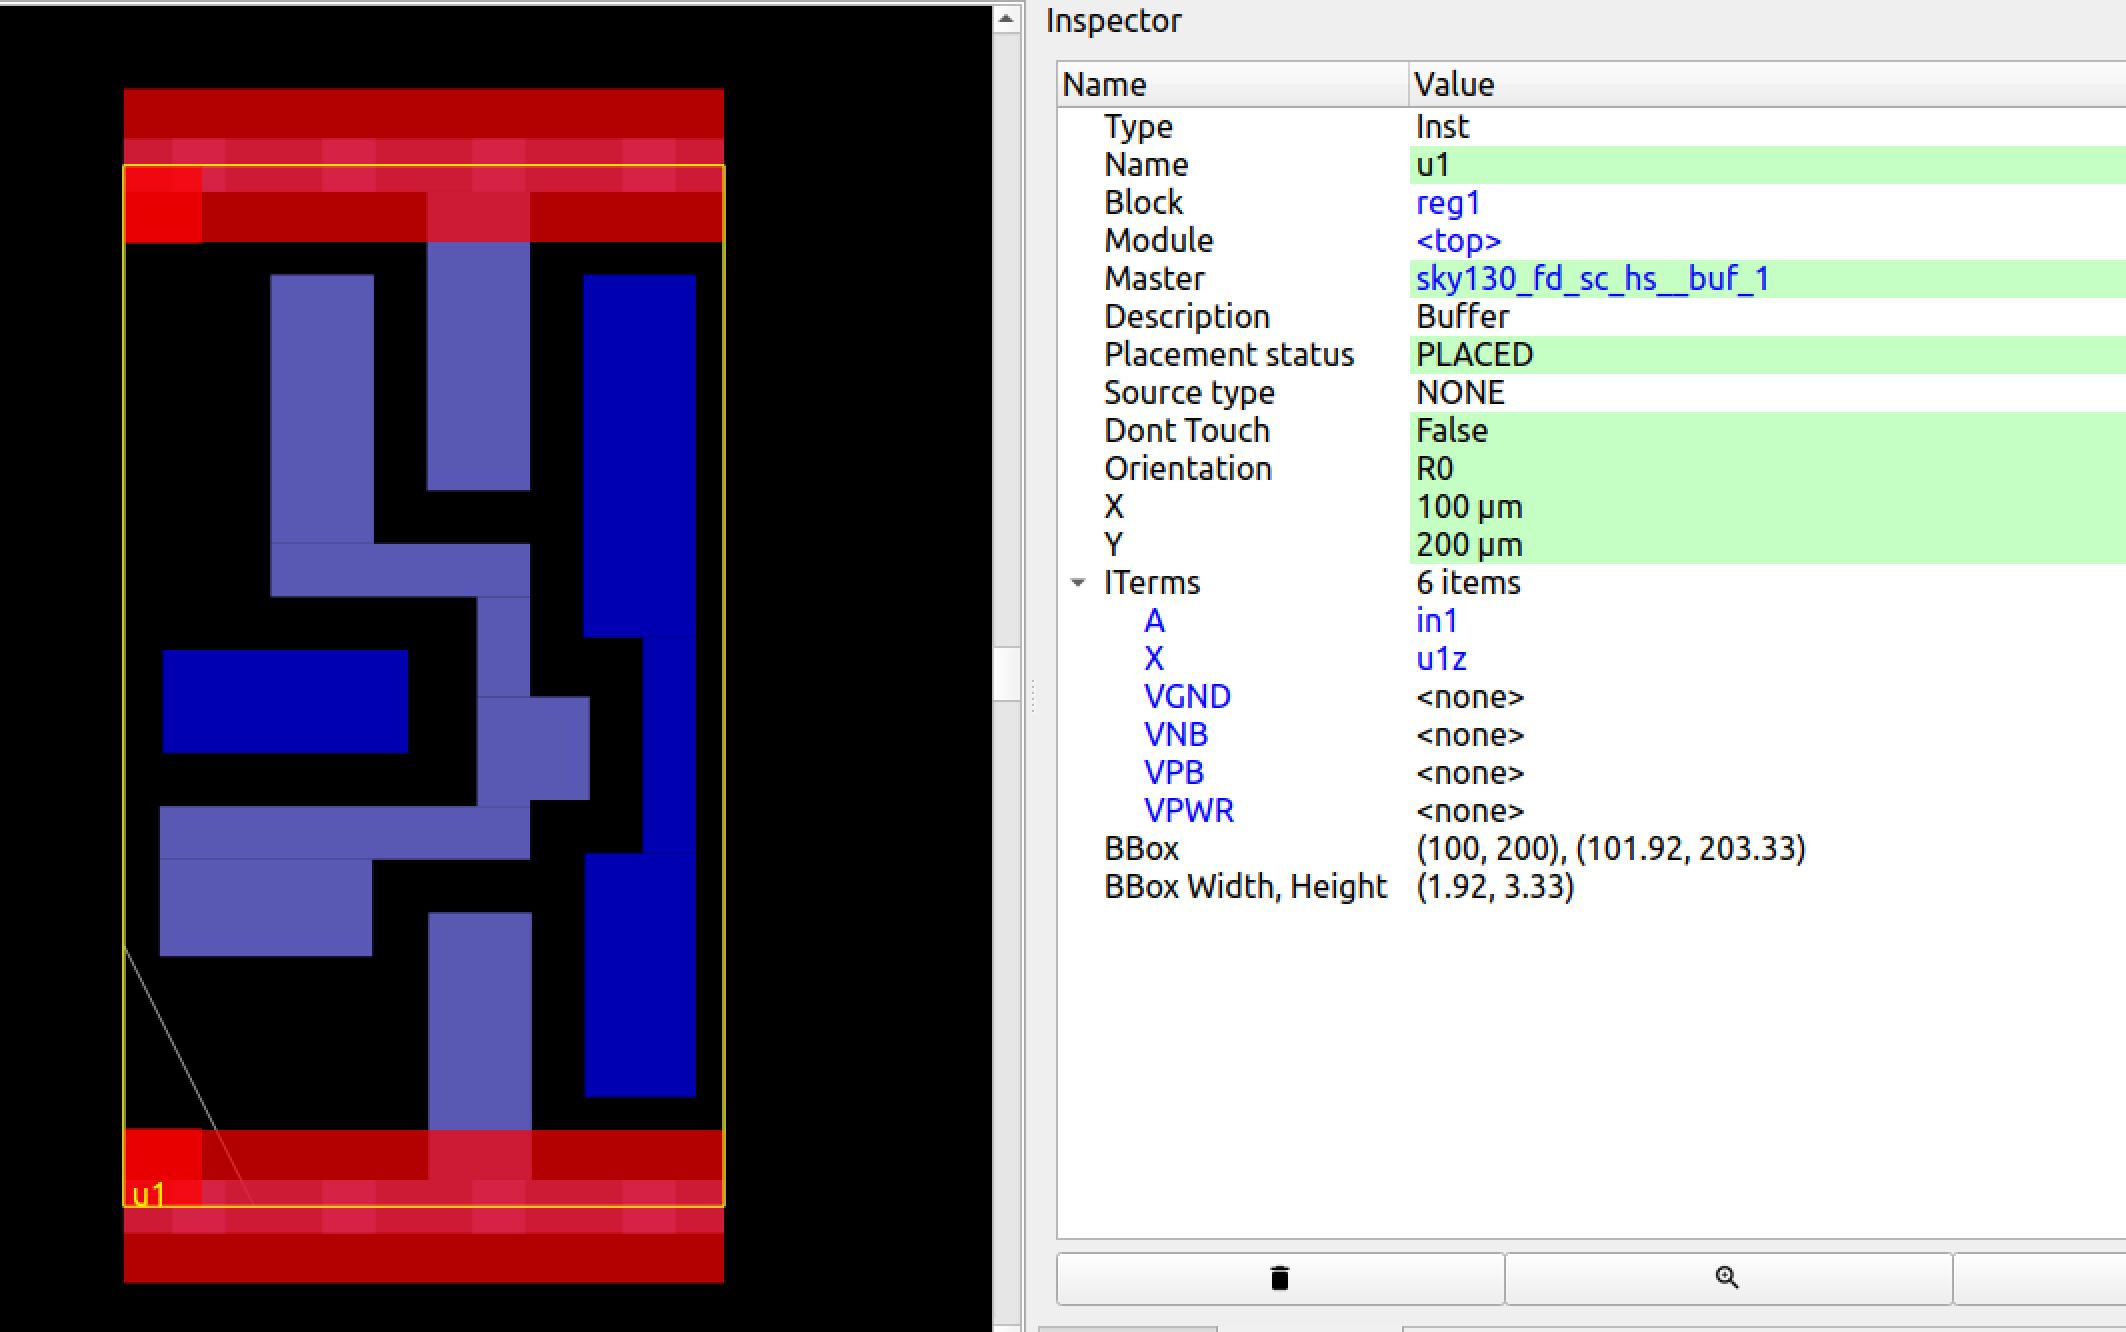 u1
Inspector
Name Value
Type Inst
Name u1
Block reg1
Module <top>
Master sky130_fd_sc_hs__buf_1
Description Buffer
Placement status PLACED
Source type NONE
Dont Touch False
Orientation R0
X 100 μm
Y 200 μm
ITerms 6 items
A in1
X u1z
VGND <none>
VNB <none>
VPB <none>
VPWR <none>
BBox (100, 200), (101.92, 203.33)
BBox Width, Height (1.92, 3.33)